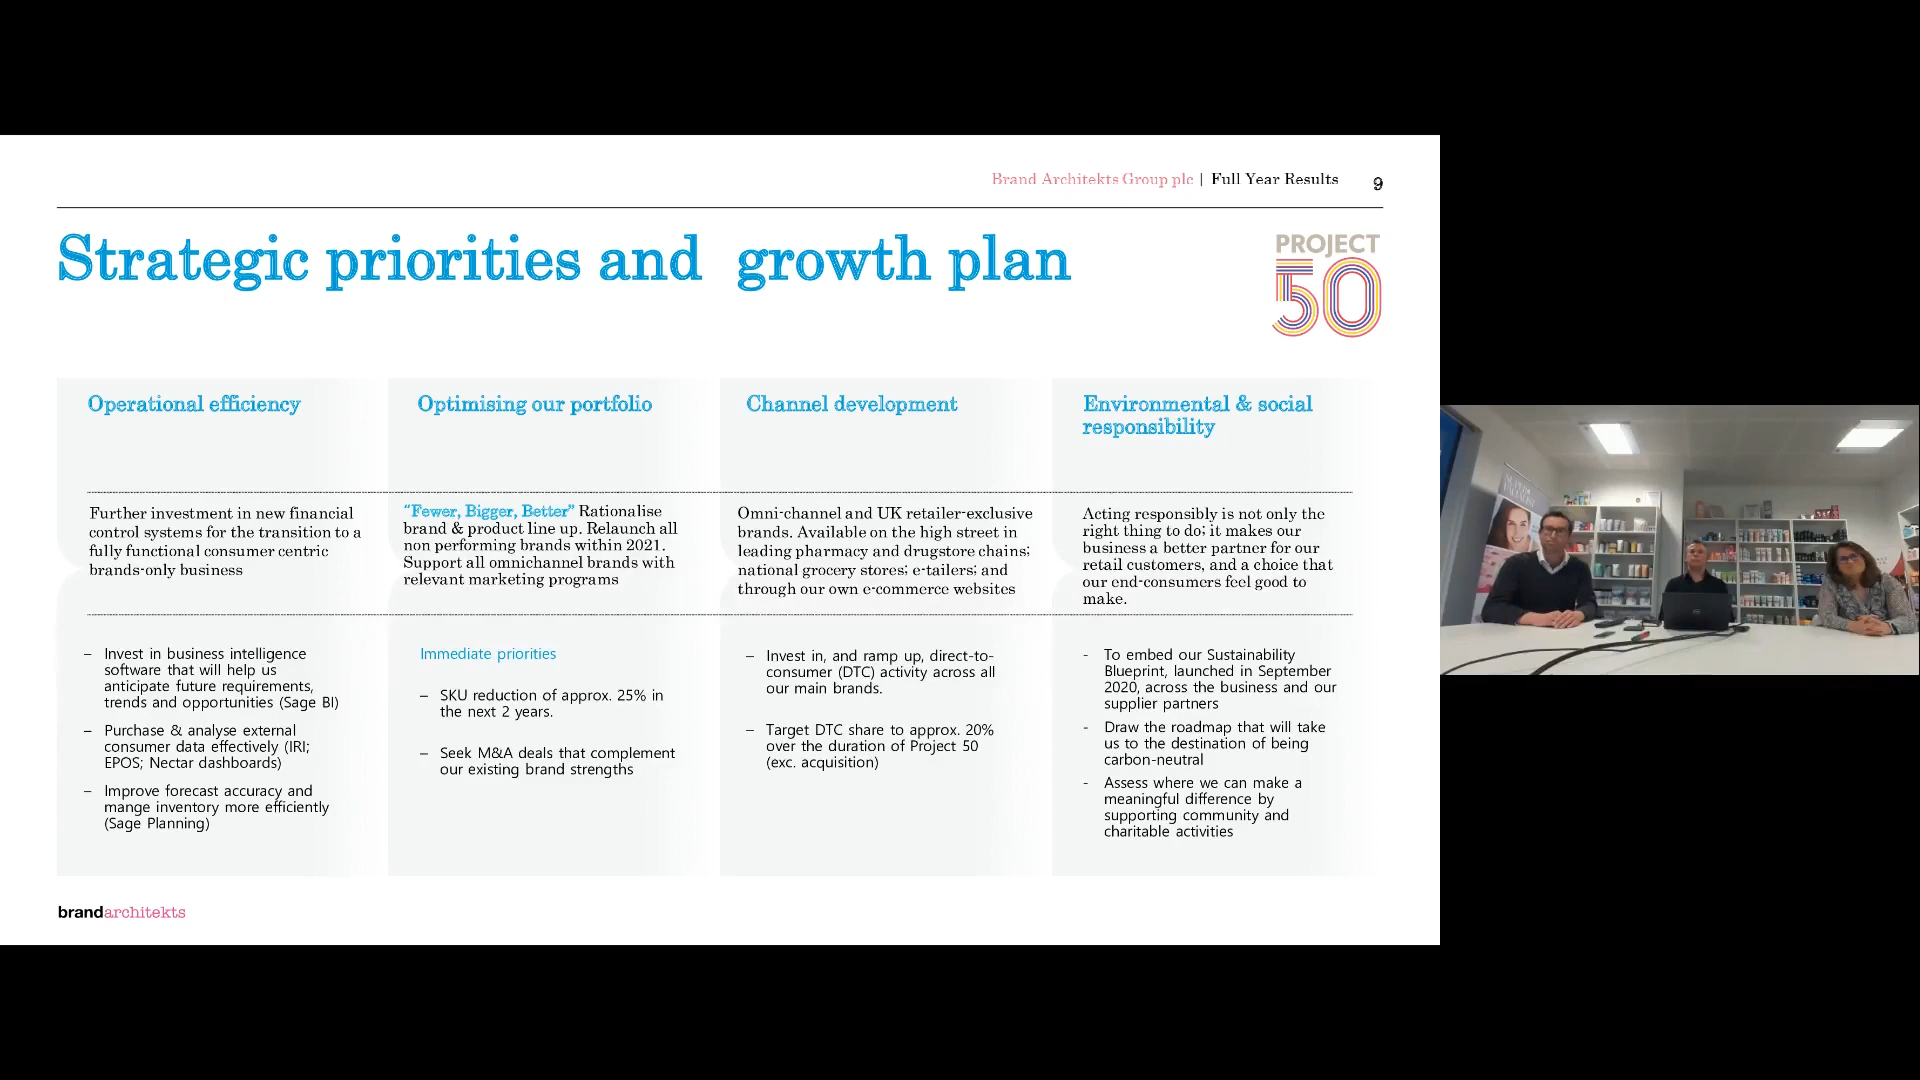 Brand Architekts Group plc | Full Year Results 9
Strategic priorities and growth plan
PROJECT
50
Operational efficiency
Further investment in new financial
control systems for the transition to a
fully functional consumer centric
brands-only business
– Invest in business intelligence
software that will help us
anticipate future requirements,
trends and opportunities (Sage BI)
– Purchase & analyse external
consumer data effectively (IRI;
EPOS; Nectar dashboards)
– Improve forecast accuracy and
mange inventory more efficiently
(Sage Planning)
Optimising our portfolio
“Fewer, Bigger, Better” Rationalise
brand & product line up. Relaunch all
non performing brands within 2021.
Support all omnichannel brands with
relevant marketing programs
Immediate priorities
– SKU reduction of approx. 25% in
the next 2 years.
– Seek M&A deals that complement
our existing brand strengths
Channel development
Omni-channel and UK retailer-exclusive
brands. Available on the high street in
leading pharmacy and drugstore chains;
national grocery stores; e-tailers; and
through our own e-commerce websites
– Invest in, and ramp up, direct-to-
consumer (DTC) activity across all
our main brands.
– Target DTC share to approx. 20%
over the duration of Project 50
(exc. acquisition)
Environmental & social
responsibility
Acting responsibly is not only the
right thing to do; it makes our
business a better partner for our
retail customers, and a choice that
our end-consumers feel good to
make.
- To embed our Sustainability
Blueprint, launched in September
2020, across the business and our
supplier partners
- Draw the roadmap that will take
us to the destination of being
carbon-neutral
- Assess where we can make a
meaningful difference by
supporting community and
charitable activities
brandarchitekts